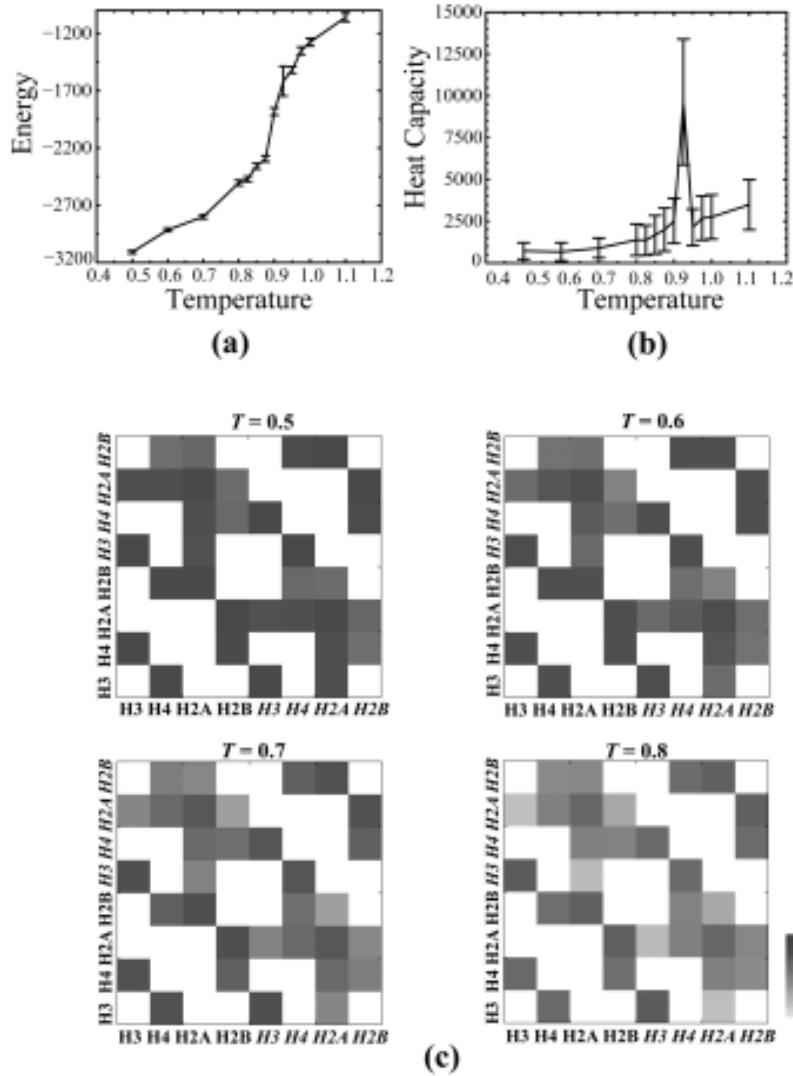 −1200
−1700
−2200
−2700
−3200
Energy
0.4 0.5 0.6 0.7 0.8 0.9 1.0 1.1 1.2
Temperature
(a)
15000
12500
10000
7500
5000
2500
0
Heat Capacity
0.4 0.5 0.6 0.7 0.8 0.9 1.0 1.1 1.2
Temperature
(b)
T = 0.5
H2B
H2A
H4
H3
H2B
H2A
H4
H3
H3 H4 H2A H2B H3 H4 H2A H2B
T = 0.6
H2B
H2A
H4
H3
H2B
H2A
H4
H3
H3 H4 H2A H2B H3 H4 H2A H2B
T = 0.7
H2B
H2A
H4
H3
H2B
H2A
H4
H3
H3 H4 H2A H2B H3 H4 H2A H2B
T = 0.8
H2B
H2A
H4
H3
H2B
H2A
H4
H3
H3 H4 H2A H2B H3 H4 H2A H2B
(c)